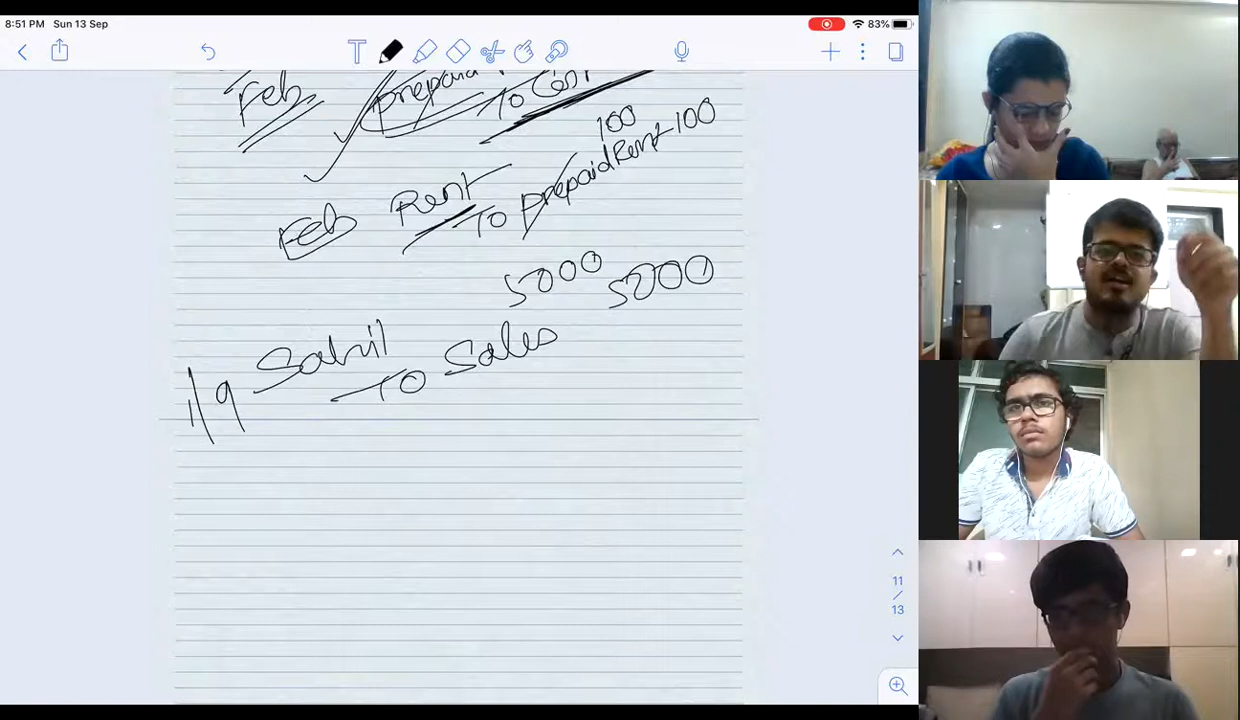 8:51 PM Sun 13 Sep
83%
T
Feb prepaid
To Cash
100
Feb Rent
To prepaid Rent - 100
5000 5000
1/9 Sahil
To Sales
11
/
13